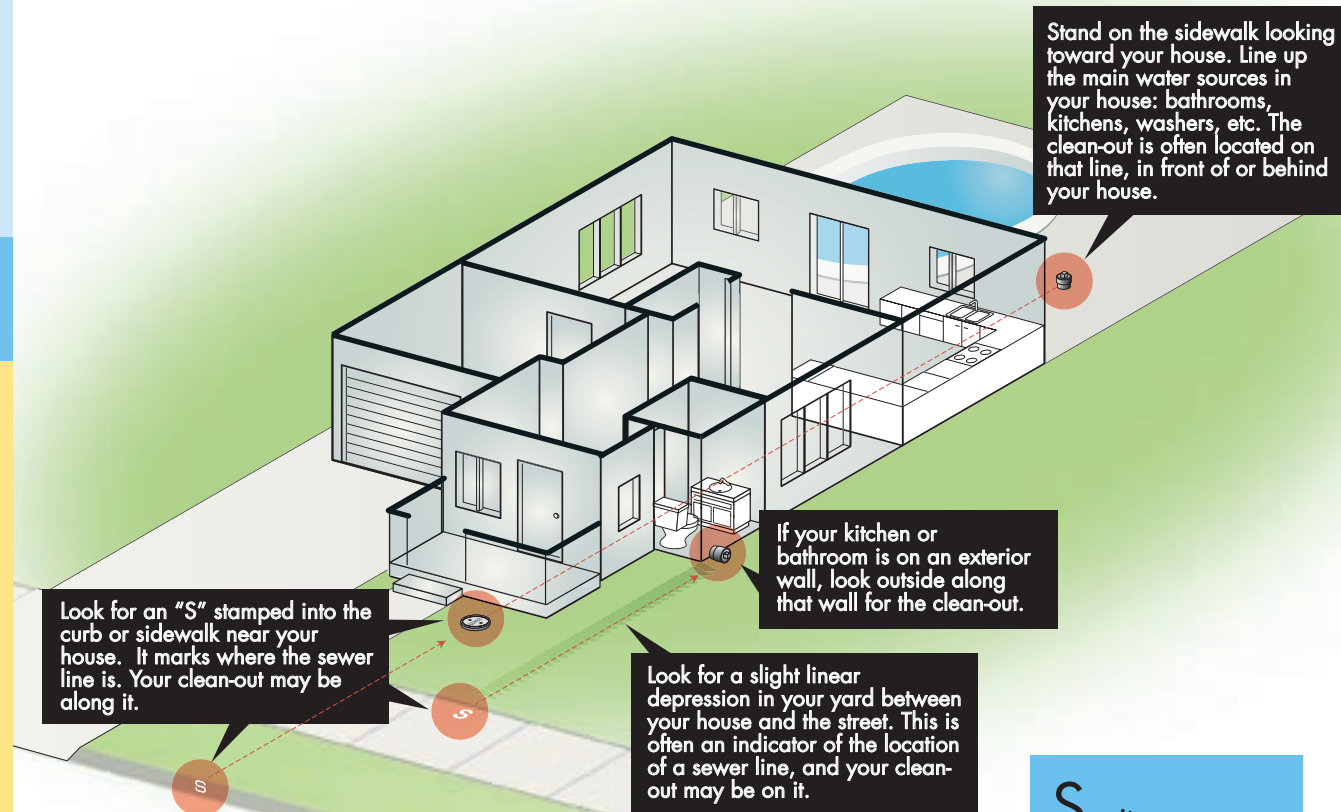 Stand on the sidewalk looking
toward your house. Line up
the main water sources in
your house: bathrooms,
kitchens, washers, etc. The
clean-out is often located on
that line, in front of or behind
your house.
If your kitchen or
bathroom is on an exterior
wall, look outside along
that wall for the clean-out.
Look for an “S” stamped into the
curb or sidewalk near your
house.  It marks where the sewer
line is. Your clean-out may be
along it.
Look for a slight linear
depression in your yard between
your house and the street. This is
often an indicator of the location
of a sewer line, and your clean-
out may be on it.
S
S
S